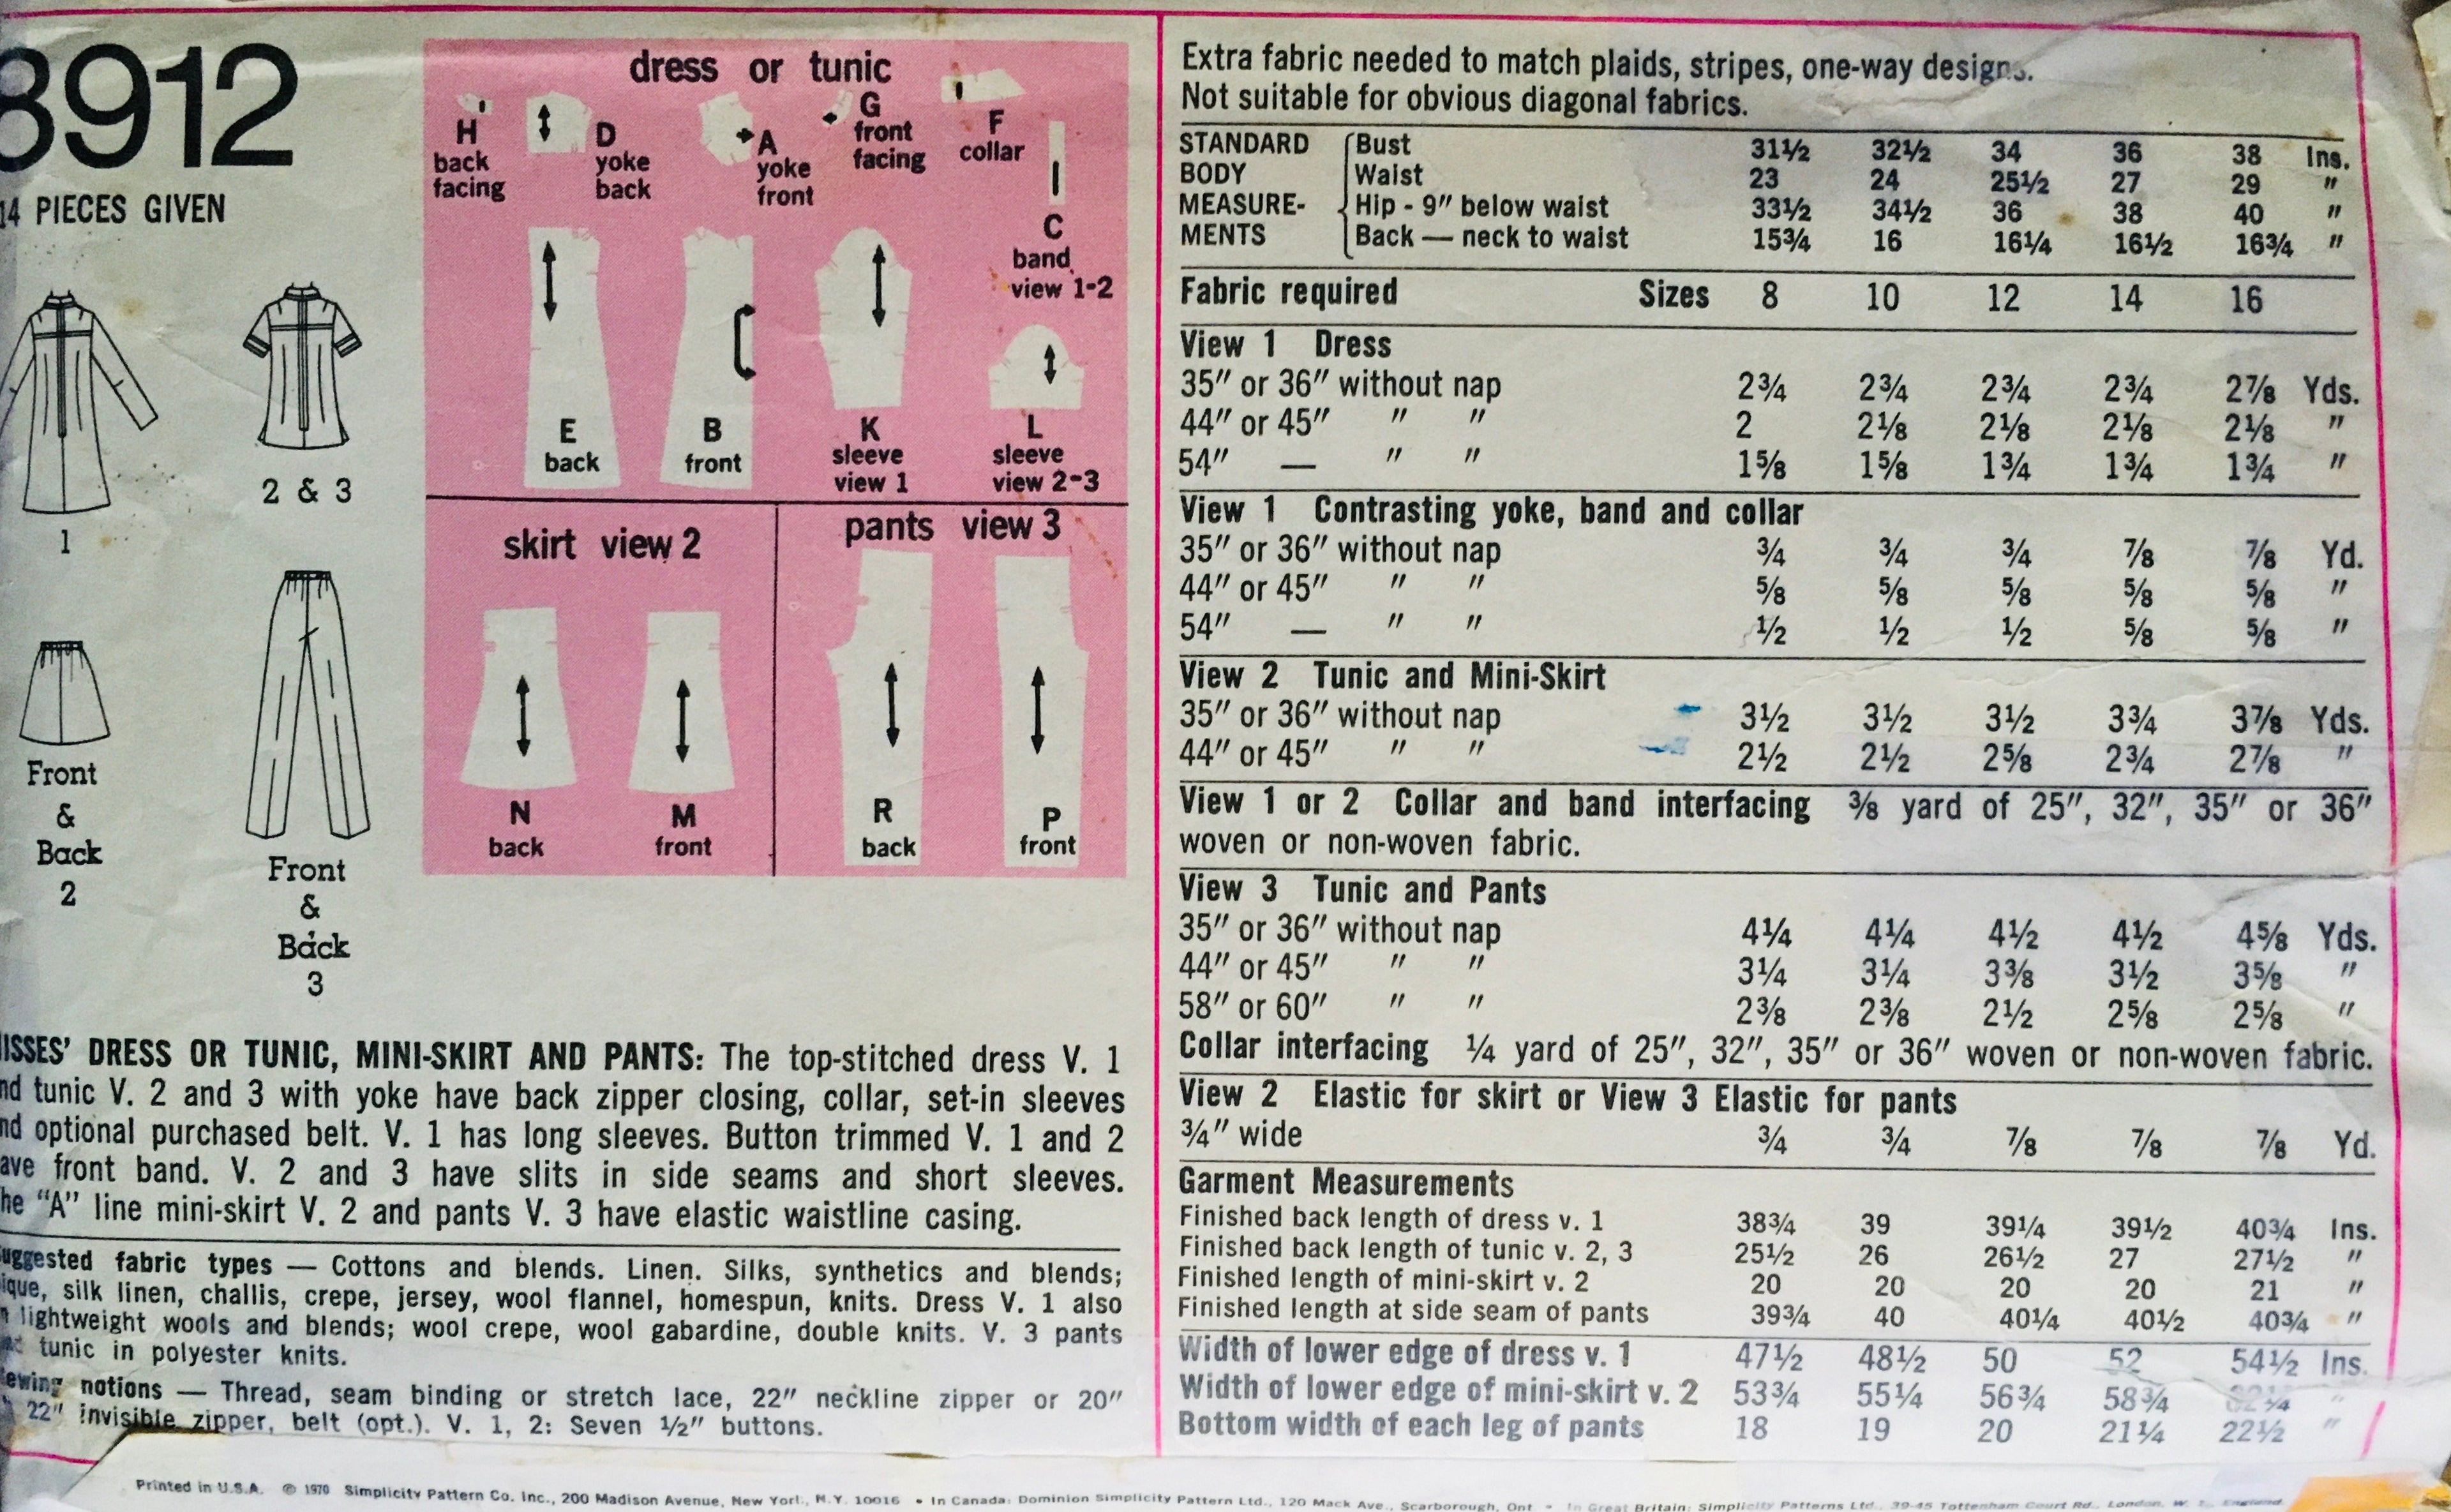 8912
14 PIECES GIVEN
1
2 & 3
Front
&
Back
2
Front
&
Back
3
dress or tunic
H
back
facing
D
yoke
back
A
yoke
front
G
front
facing
F
collar
C
band
view 1-2
E
back
B
front
K
sleeve
view 1
L
sleeve
view 2-3
skirt view 2
N
back
M
front
pants view 3
R
back
P
front
ISSES' DRESS OR TUNIC, MINI-SKIRT AND PANTS: The top-stitched dress V. 1
nd tunic V. 2 and 3 with yoke have back zipper closing, collar, set-in sleeves
nd optional purchased belt. V. 1 has long sleeves. Button trimmed V. 1 and 2
ave front band. V. 2 and 3 have slits in side seams and short sleeves.
he "A" line mini-skirt V. 2 and pants V. 3 have elastic waistline casing.
uggested fabric types — Cottons and blends. Linen. Silks, synthetics and blends;
ique, silk linen, challis, crepe, jersey, wool flannel, homespun, knits. Dress V. 1 also
n lightweight wools and blends; wool crepe, wool gabardine, double knits. V. 3 pants
tunic in polyester knits.
ewing notions — Thread, seam binding or stretch lace, 22" neckline zipper or 20"
22" invisible zipper, belt (opt.). V. 1, 2: Seven ½" buttons.
Extra fabric needed to match plaids, stripes, one-way designs.
Not suitable for obvious diagonal fabrics.
STANDARD Bust 31½ 32½ 34 36 38 Ins.
BODY Waist 23 24 25½ 27 29 "
MEASURE- Hip - 9" below waist 33½ 34½ 36 38 40 "
MENTS Back — neck to waist 15¾ 16 16¼ 16½ 16¾ "
Fabric required Sizes 8 10 12 14 16
View 1 Dress
35" or 36" without nap 2¾ 2¾ 2¾ 2¾ 2⅞ Yds.
44" or 45" " " 2 2⅛ 2⅛ 2⅛ 2⅛ "
54" — " " 1⅝ 1⅝ 1¾ 1¾ 1¾ "
View 1 Contrasting yoke, band and collar
35" or 36" without nap ¾ ¾ ¾ ⅞ ⅞ Yd.
44" or 45" " " ⅝ ⅝ ⅝ ⅝ ⅝ "
54" — " " ½ ½ ½ ⅝ ⅝ "
View 2 Tunic and Mini-Skirt
35" or 36" without nap 3½ 3½ 3½ 3¾ 3⅞ Yds.
44" or 45" " " 2½ 2½ 2⅝ 2¾ 2⅞ "
View 1 or 2 Collar and band interfacing ⅜ yard of 25", 32", 35" or 36"
woven or non-woven fabric.
View 3 Tunic and Pants
35" or 36" without nap 4¼ 4¼ 4½ 4½ 4⅝ Yds.
44" or 45" " " 3¼ 3¼ 3⅜ 3½ 3⅝ "
58" or 60" " " 2⅜ 2⅜ 2½ 2⅝ 2⅝ "
Collar interfacing ¼ yard of 25", 32", 35" or 36" woven or non-woven fabric.
View 2 Elastic for skirt or View 3 Elastic for pants
¾" wide ¾ ¾ ⅞ ⅞ ⅞ Yd.
Garment Measurements
Finished back length of dress v. 1 38¾ 39 39¼ 39½ 40¾ Ins.
Finished back length of tunic v. 2, 3 25½ 26 26½ 27 27½ "
Finished length of mini-skirt v. 2 20 20 20 20 21 "
Finished length at side seam of pants 39¾ 40 40¼ 40½ 40¾ "
Width of lower edge of dress v. 1 47½ 48½ 50 52 54½ Ins.
Width of lower edge of mini-skirt v. 2 53¾ 55¼ 56¾ 58¾ "
Bottom width of each leg of pants 18 19 20 21¼ 22½ "
Printed in U.S.A. © 1970 Simplicity Pattern Co. Inc., 200 Madison Avenue, New York, N.Y. 10016 • In Canada: Dominion Simplicity Pattern Ltd., 120 Mack Ave., Scarborough, Ont • In Great Britain: Simplicity Patterns Ltd., 39-45 Tottenham Court Rd., London, W. England